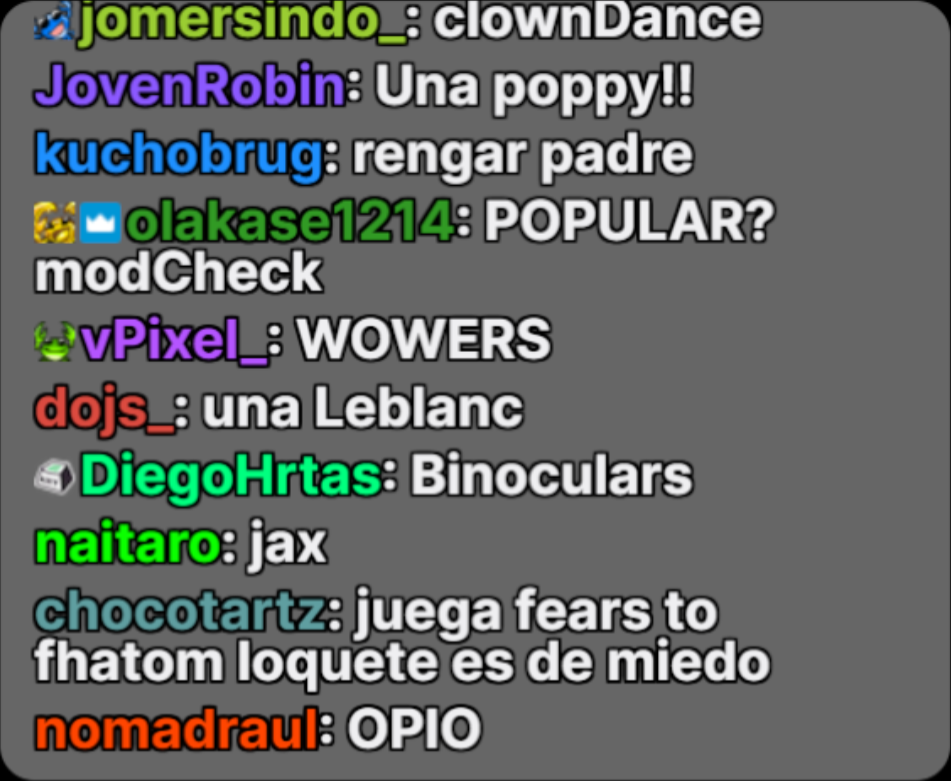 jomersindo_: clownDance
JovenRobin: Una poppy!!
kuchobrug: rengar padre
olakase1214: POPULAR?
modCheck
vPixel_: WOWERS
dojs_: una Leblanc
DiegoHrtas: Binoculars
naitaro: jax
chocotartz: juega fears to
fhatom loquete es de miedo
nomadraul: OPIO